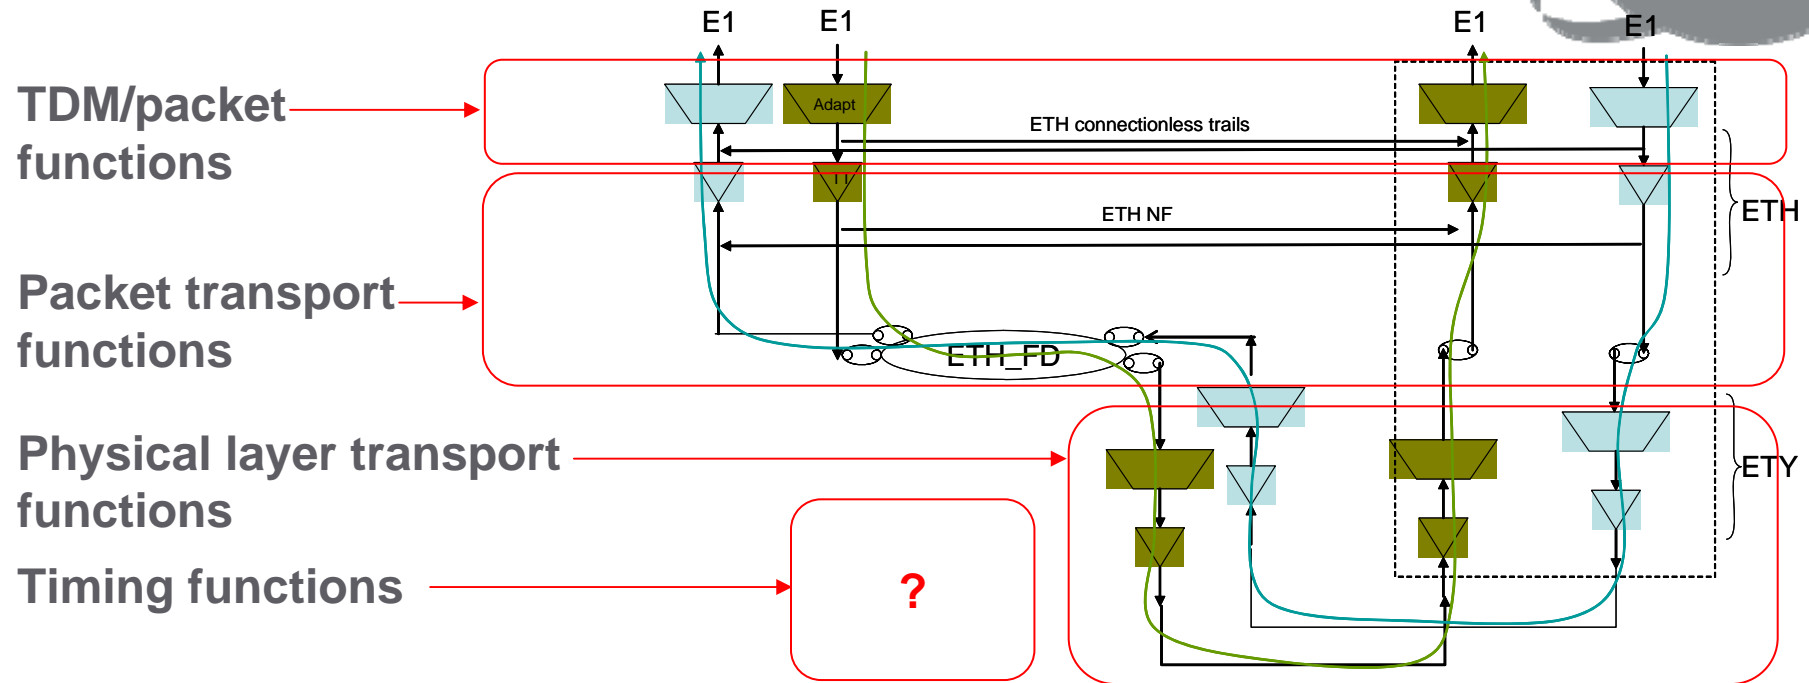 E1
E1
E1
E1
TDM/packet
functions
Adapt
ETH connectionless trails
TT
ETH NF
ETH
Packet transport
functions
ETH_FD
Physical layer transport
functions
ETY
Timing functions
?